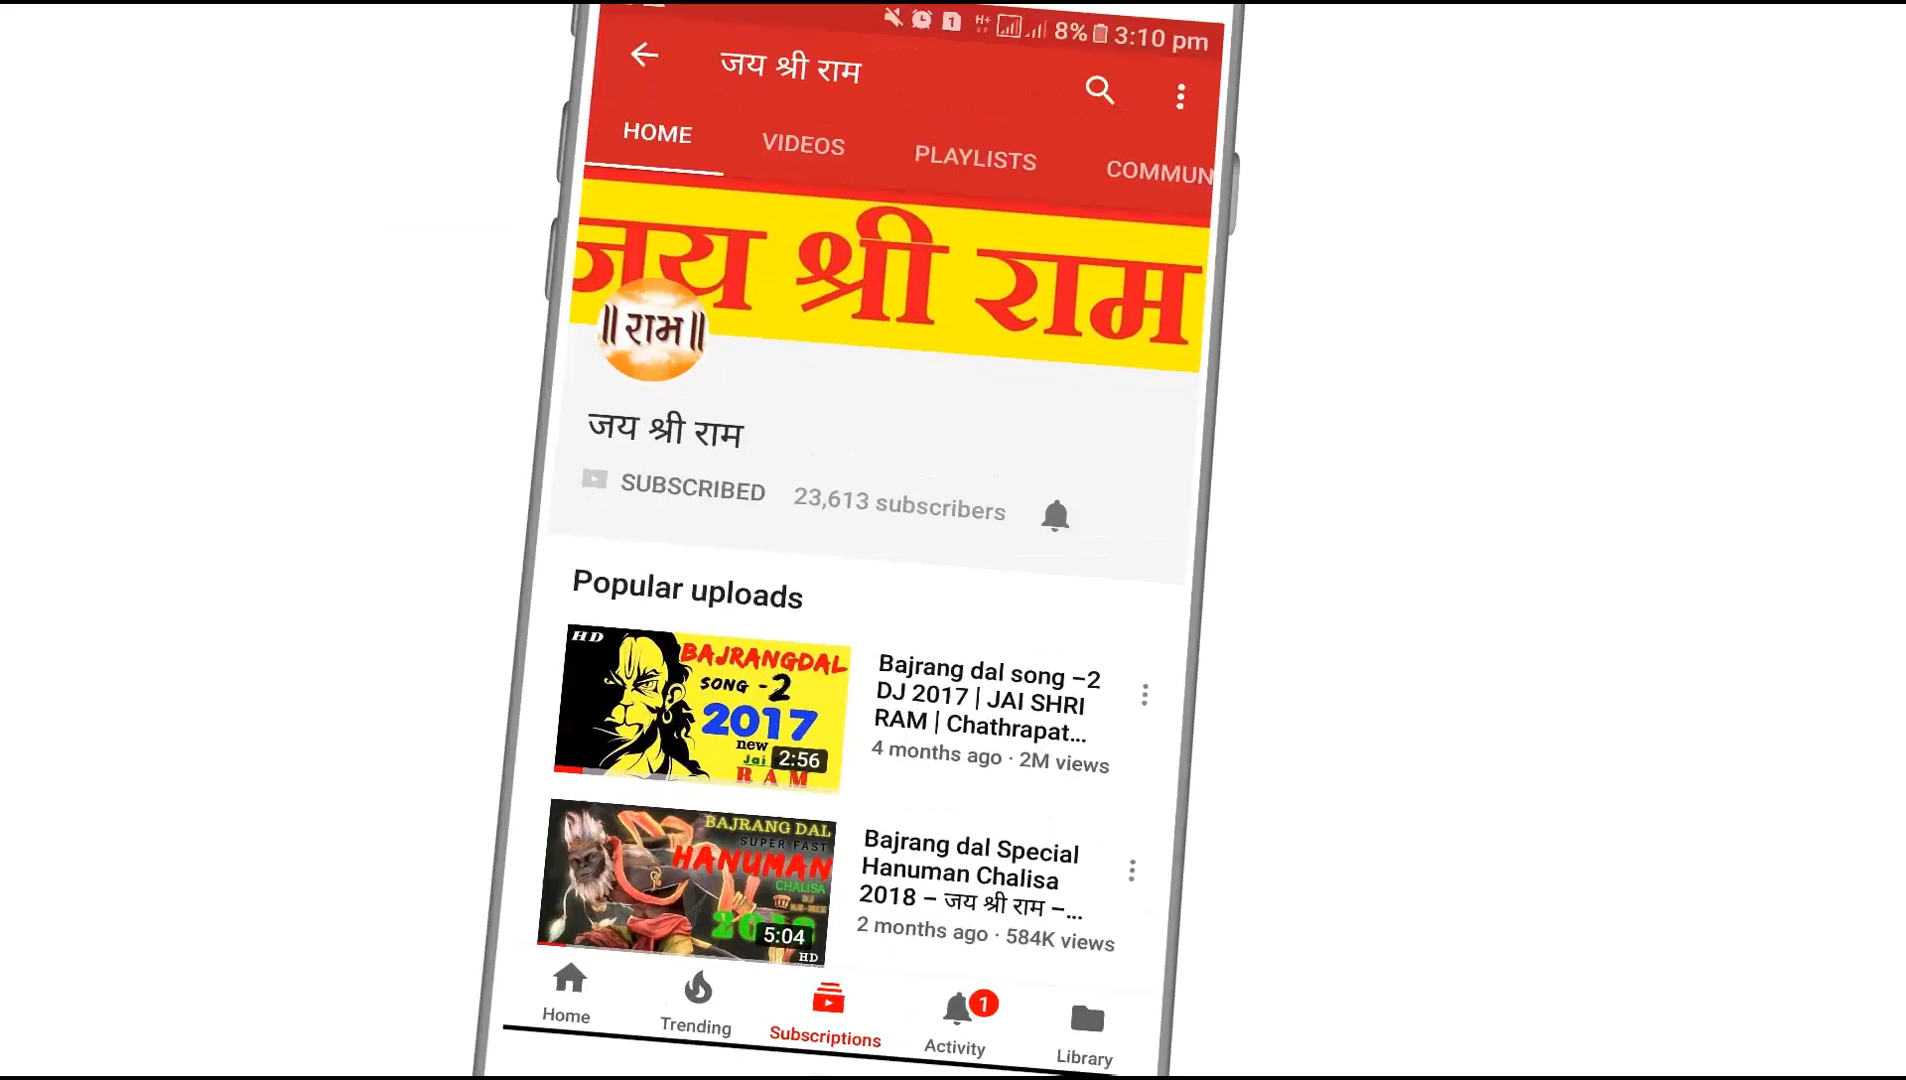 H+ 8% 3:10 pm
जय श्री राम
HOME VIDEOS PLAYLISTS COMMUN
जय श्री राम
॥राम॥
जय श्री राम
SUBSCRIBED 23,613 subscribers
Popular uploads
HD
BAJRANGDAL
SONG -2
2017
new
Jai
RAM
2:56
Bajrang dal song –2
DJ 2017 | JAI SHRI
RAM | Chathrapat...
4 months ago · 2M views
BAJRANG DAL
SUPER FAST
HANUMAN
CHALISA
DJ
RE-MIX
5:04
HD
Bajrang dal Special
Hanuman Chalisa
2018 – जय श्री राम –...
2 months ago · 584K views
1
Home Trending Subscriptions Activity Library